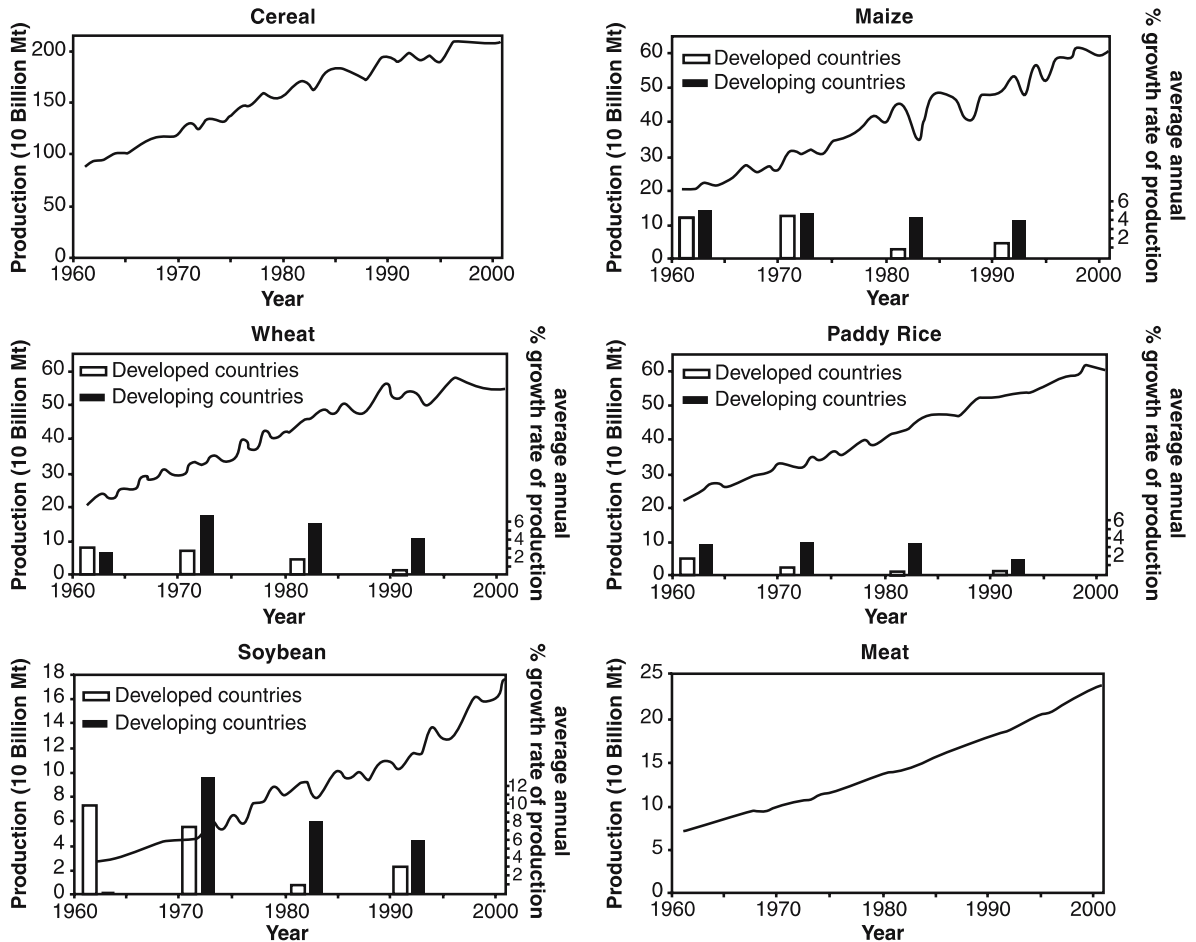 Cereal
Production (10 Billion Mt)
200
150
100
50
0
1960
1970
1980
1990
2000
Year
Maize
Production (10 Billion Mt)
Developed countries
Developing countries
60
50
40
30
20
10
0
6
4
2
1960
1970
1980
1990
2000
Year
average annual
% growth rate of production
Wheat
Production (10 Billion Mt)
Developed countries
Developing countries
60
50
40
30
20
10
0
6
4
2
1960
1970
1980
1990
2000
Year
average annual
% growth rate of production
Paddy Rice
Production (10 Billion Mt)
Developed countries
Developing countries
60
50
40
30
20
10
0
6
4
2
1960
1970
1980
1990
2000
Year
average annual
% growth rate of production
Soybean
Production (10 Billion Mt)
Developed countries
Developing countries
18
16
14
12
10
8
6
4
2
0
12
10
8
6
4
2
1960
1970
1980
1990
2000
Year
average annual
% growth rate of production
Meat
Production (10 Billion Mt)
25
20
15
10
5
0
1960
1970
1980
1990
2000
Year